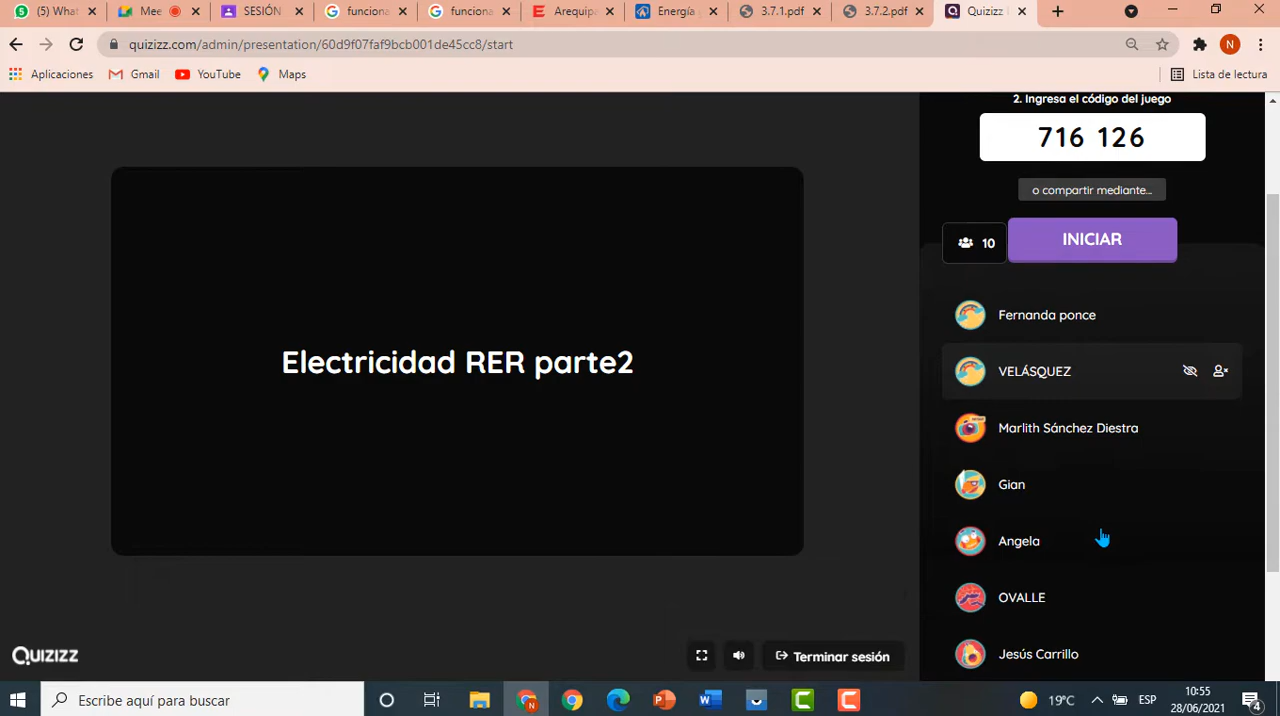 (5) What
Mee
SESIÓN
funciona
funciona
Arequipa
Energía
3.7.1.pdf
3.7.2.pdf
Quizizz
quizizz.com/admin/presentation/60d9f07faf9bcb001de45cc8/start
N
Aplicaciones
Gmail
YouTube
Maps
Lista de lectura
2. Ingresa el código del juego
716 126
o compartir mediante...
10
INICIAR
Electricidad RER parte2
Fernanda ponce
VELÁSQUEZ
Marlith Sánchez Diestra
Gian
Angela
OVALLE
Jesús Carrillo
Quizizz
Terminar sesión
Escribe aquí para buscar
19°C
ESP
10:55
28/06/2021
4